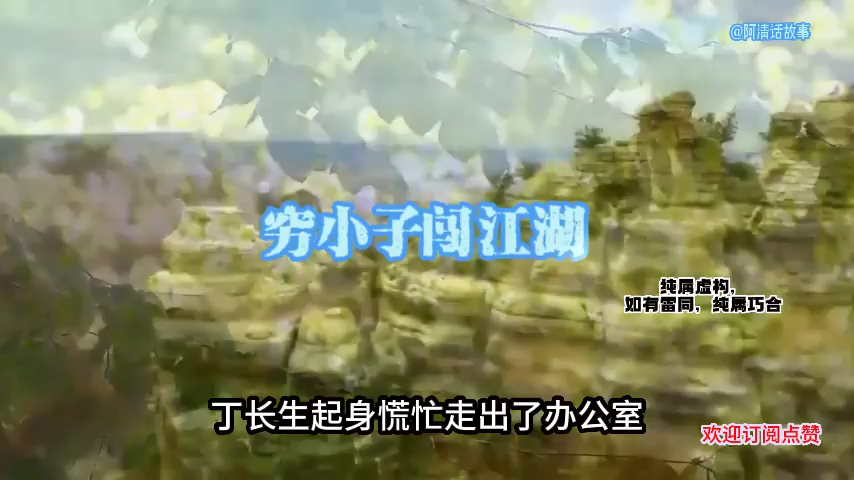 @阿清话故事
穷小子闯江湖
纯属虚构，
如有雷同，纯属巧合
丁长生起身慌忙走出了办公室
欢迎订阅点赞